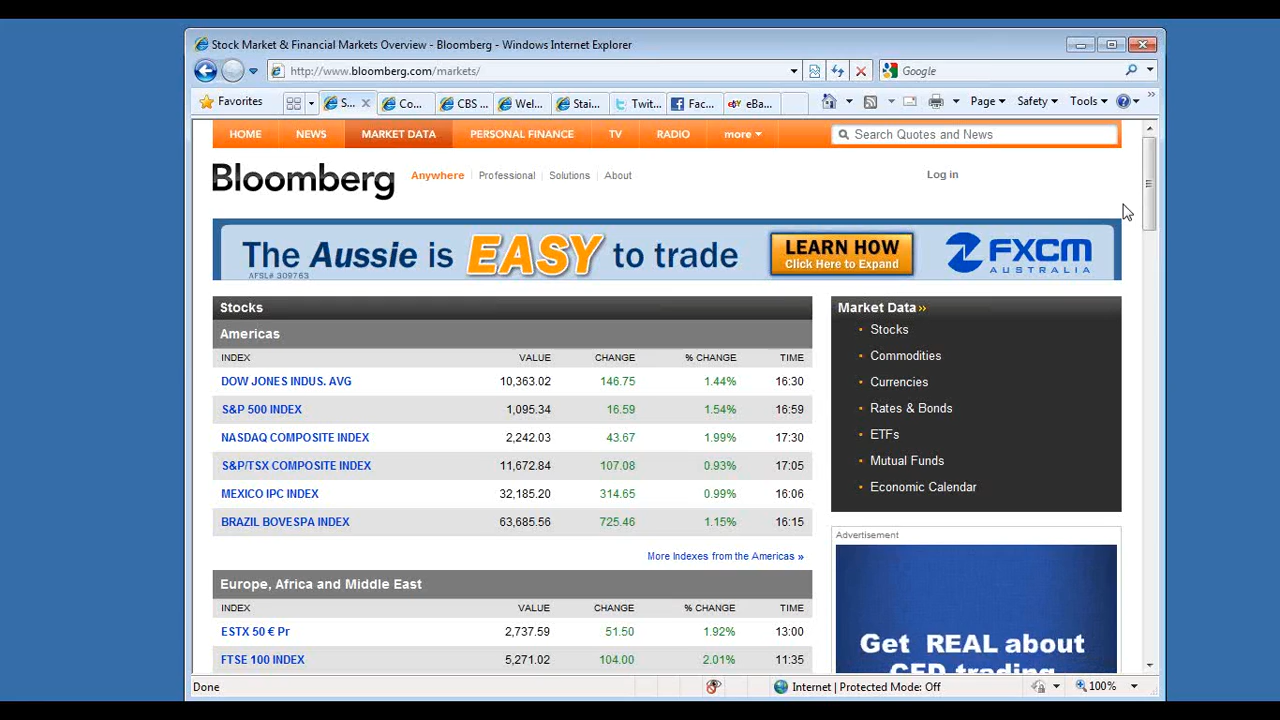 Stock Market & Financial Markets Overview - Bloomberg - Windows Internet Explorer
http://www.bloomberg.com/markets/
Google
Favorites S... Co... CBS ... Wel... Stai... Twit... Fac... eBa... Page Safety Tools
HOME NEWS MARKET DATA PERSONAL FINANCE TV RADIO more Search Quotes and News
Bloomberg Anywhere Professional Solutions About Log in
The Aussie is EASY to trade LEARN HOW Click Here to Expand FXCM AUSTRALIA
AFSL# 309763
Stocks
Americas
INDEX VALUE CHANGE % CHANGE TIME
DOW JONES INDUS. AVG 10,363.02 146.75 1.44% 16:30
S&P 500 INDEX 1,095.34 16.59 1.54% 16:59
NASDAQ COMPOSITE INDEX 2,242.03 43.67 1.99% 17:30
S&P/TSX COMPOSITE INDEX 11,672.84 107.08 0.93% 17:05
MEXICO IPC INDEX 32,185.20 314.65 0.99% 16:06
BRAZIL BOVESPA INDEX 63,685.56 725.46 1.15% 16:15
More Indexes from the Americas »
Europe, Africa and Middle East
INDEX VALUE CHANGE % CHANGE TIME
ESTX 50 € Pr 2,737.59 51.50 1.92% 13:00
FTSE 100 INDEX 5,271.02 104.00 2.01% 11:35
Market Data »
Stocks
Commodities
Currencies
Rates & Bonds
ETFs
Mutual Funds
Economic Calendar
Advertisement
Get REAL about
CFD trading
Done Internet | Protected Mode: Off 100%